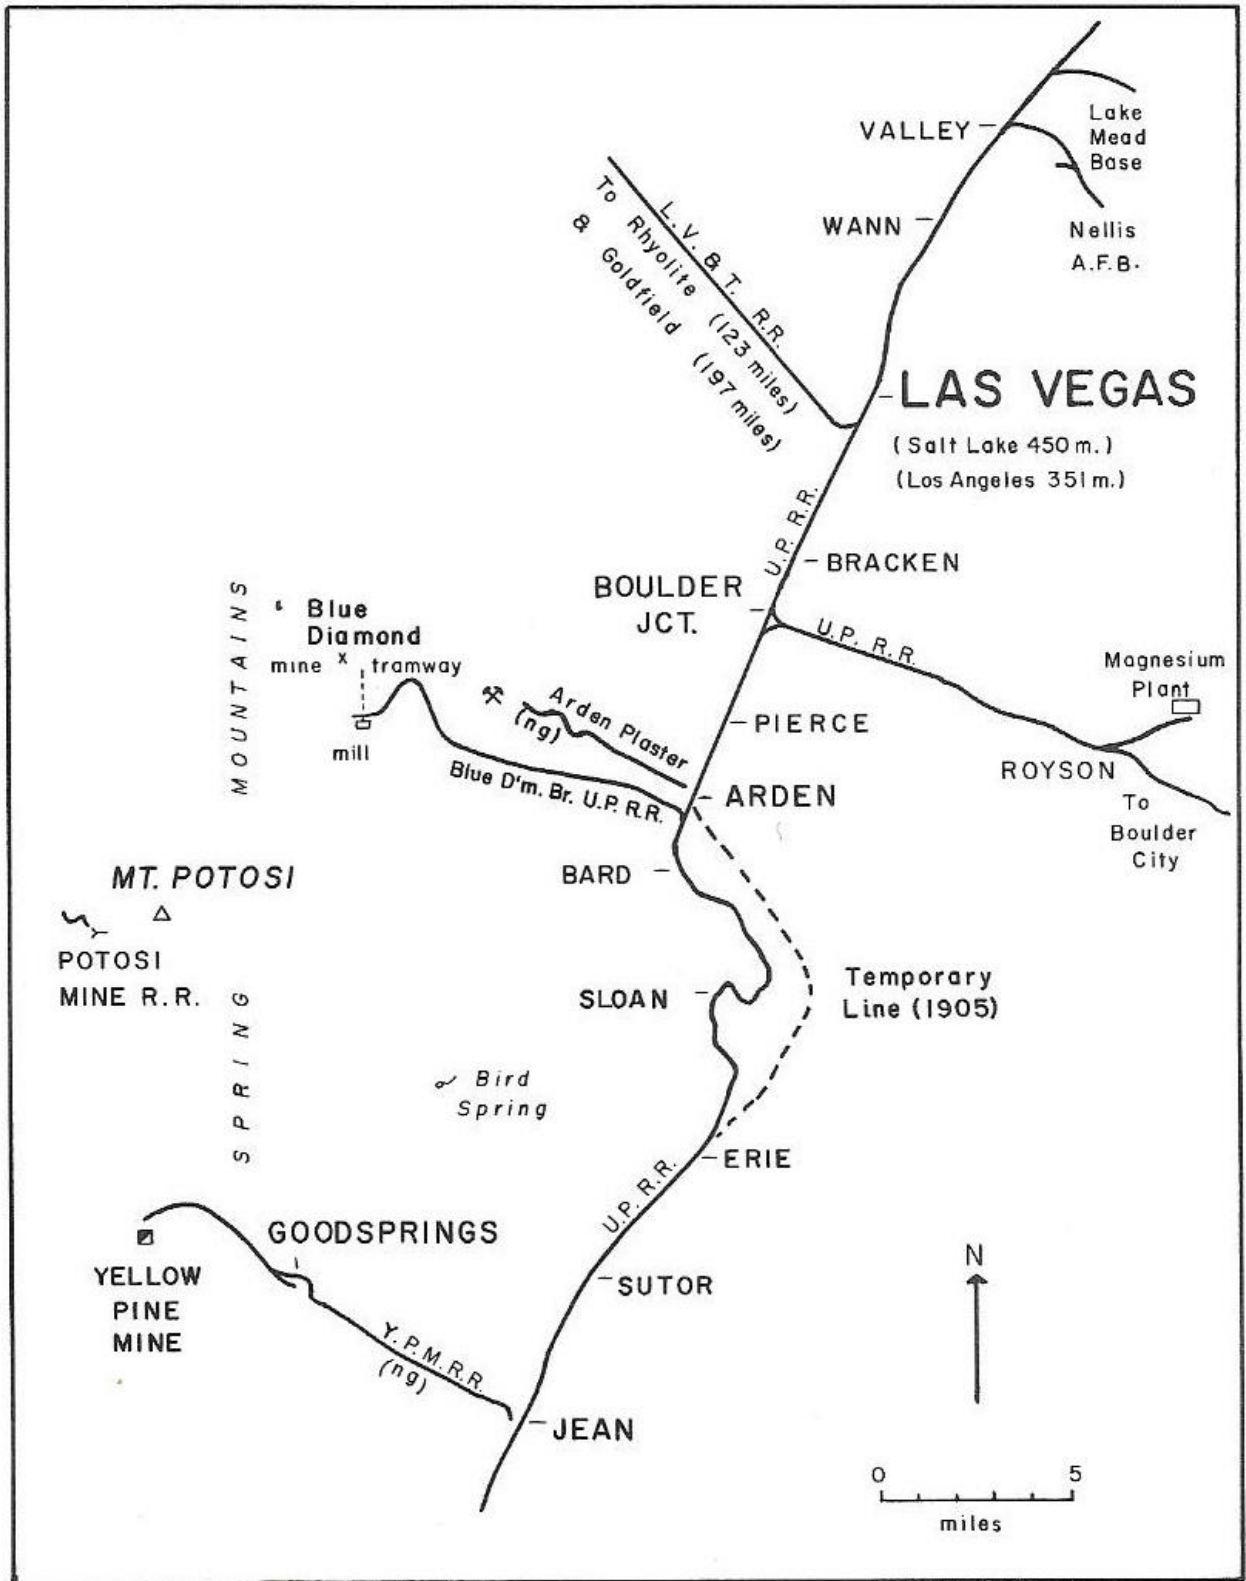 VALLEY
Lake
Mead
Base
WANN
Nellis
A.F.B.
L.V. & T. R.R.
To Rhyolite (123 miles)
& Goldfield (197 miles)
LAS VEGAS
(Salt Lake 450 m.)
(Los Angeles 351 m.)
U.P. R.R.
BRACKEN
BOULDER
JCT.
U.P. R.R.
Magnesium
Plant
ROYSON
To
Boulder
City
Blue
Diamond
mine x tramway
mill
Arden Plaster
(ng)
Blue D'm. Br. U.P. R.R.
PIERCE
ARDEN
BARD
MT. POTOSI
POTOSI
MINE R.R.
SPRING MOUNTAINS
SLOAN
Temporary
Line (1905)
Bird
Spring
ERIE
U.P. R.R.
GOODSPRINGS
YELLOW
PINE
MINE
SUTOR
Y.P.M.R.R.
(ng)
JEAN
N
0 5
miles